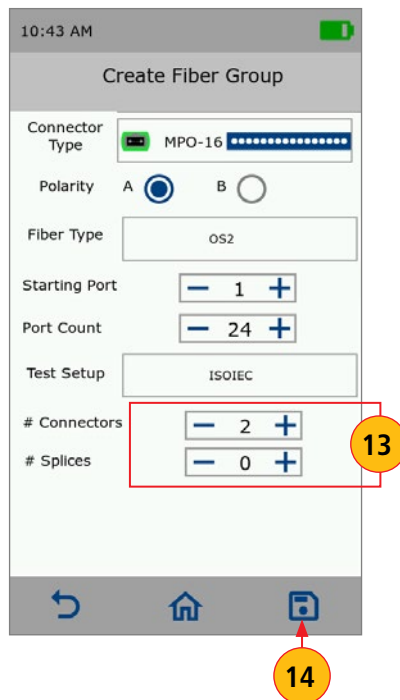 10:43 AM
Create Fiber Group
Connector
Type
MPO-16
Polarity A B
Fiber Type OS2
Starting Port − 1 +
Port Count − 24 +
Test Setup ISOIEC
# Connectors − 2 +
# Splices − 0 +
13
14